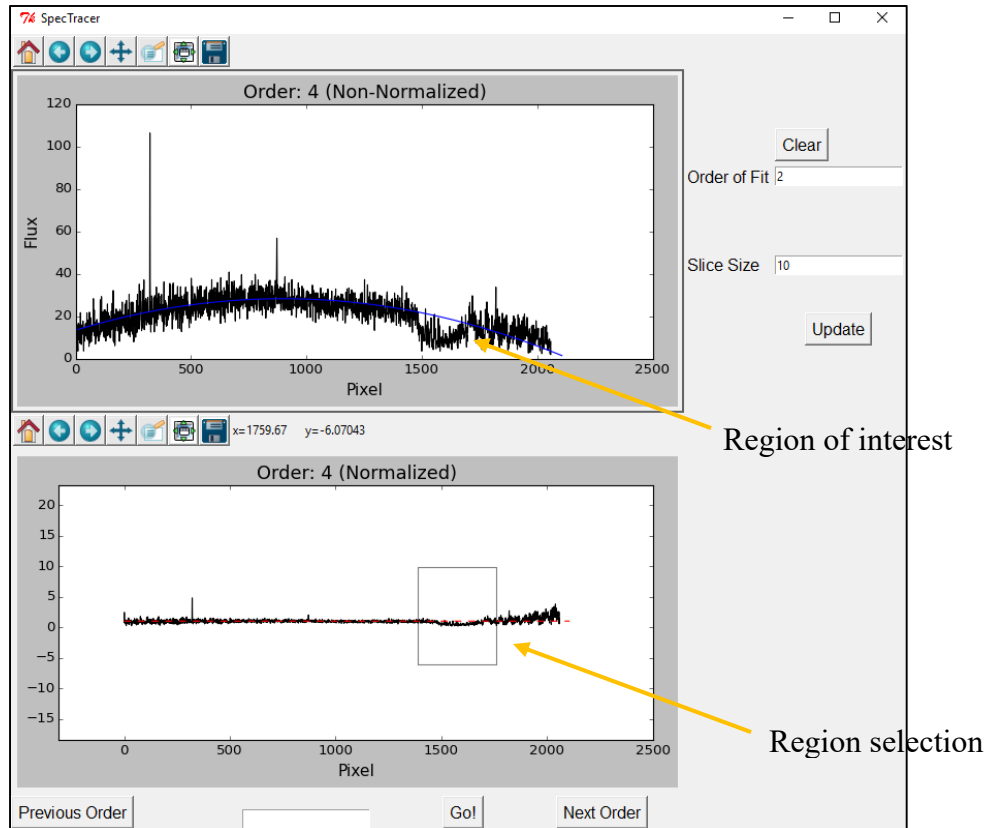 SpecTracer
Order: 4 (Non-Normalized)
120
100
80
60
40
20
0
Flux
0 500 1000 1500 2000 2500
Pixel
Clear
Order of Fit 2
Slice Size 10
Update
Region of interest
x=1759.67 y=-6.07043
Order: 4 (Normalized)
20
15
10
5
0
−5
−10
−15
0 500 1000 1500 2000 2500
Pixel
Region selection
Previous Order Go! Next Order